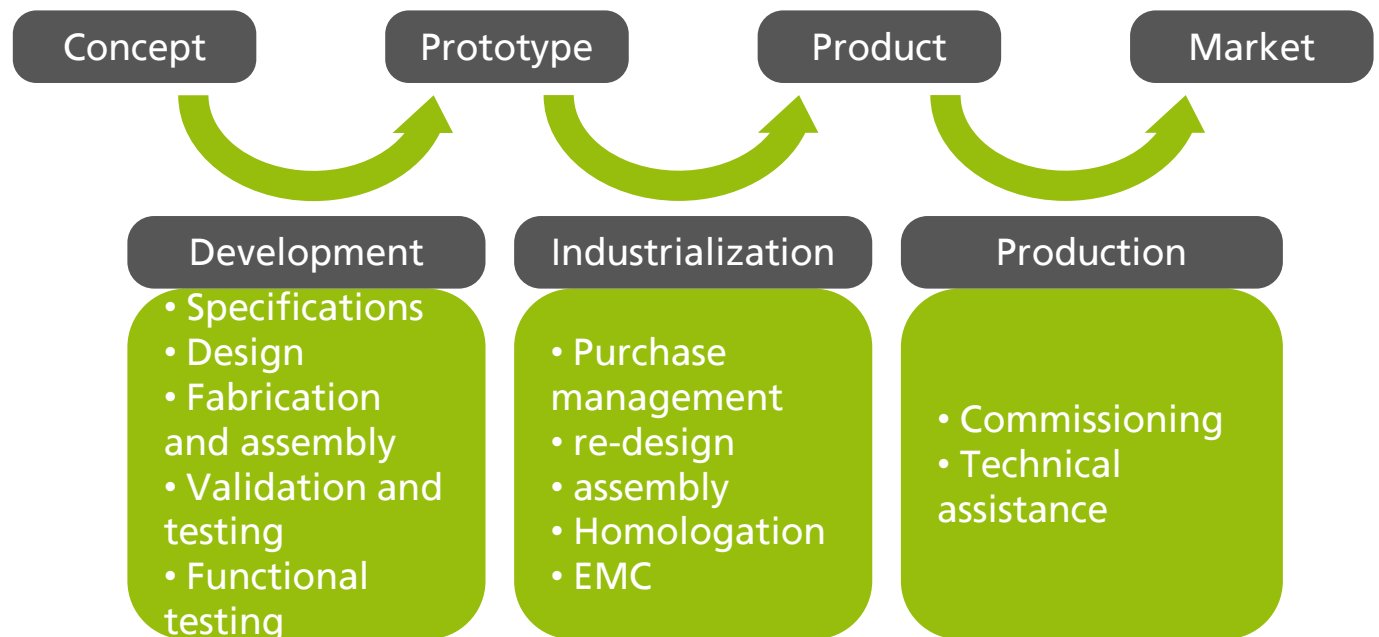 Concept
Prototype
Product
Market
Development
• Specifications
• Design
• Fabrication
and assembly
• Validation and
testing
• Functional
testing
Industrialization
• Purchase
management
• re-design
• assembly
• Homologation
• EMC
Production
• Commissioning
• Technical
assistance